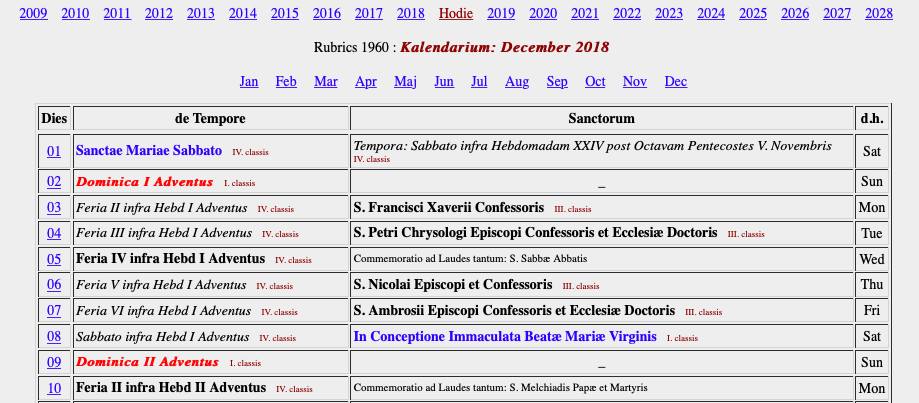 2009 2010 2011 2012 2013 2014 2015 2016 2017 2018 Hodie 2019 2020 2021 2022 2023 2024 2025 2026 2027 2028
Rubrics 1960 : Kalendarium: December 2018
Jan Feb Mar Apr Maj Jun Jul Aug Sep Oct Nov Dec
Dies de Tempore Sanctorum d.h.
01 Sanctae Mariae Sabbato IV. classis Tempora: Sabbato infra Hebdomadam XXIV post Octavam Pentecostes V. Novembris IV. classis Sat
02 Dominica I Adventus I. classis _ Sun
03 Feria II infra Hebd I Adventus IV. classis S. Francisci Xaverii Confessoris III. classis Mon
04 Feria III infra Hebd I Adventus IV. classis S. Petri Chrysologi Episcopi Confessoris et Ecclesiæ Doctoris III. classis Tue
05 Feria IV infra Hebd I Adventus IV. classis Commemoratio ad Laudes tantum: S. Sabbæ Abbatis Wed
06 Feria V infra Hebd I Adventus IV. classis S. Nicolai Episcopi et Confessoris III. classis Thu
07 Feria VI infra Hebd I Adventus IV. classis S. Ambrosii Episcopi Confessoris et Ecclesiæ Doctoris III. classis Fri
08 Sabbato infra Hebd I Adventus IV. classis In Conceptione Immaculata Beatæ Mariæ Virginis I. classis Sat
09 Dominica II Adventus I. classis _ Sun
10 Feria II infra Hebd II Adventus IV. classis Commemoratio ad Laudes tantum: S. Melchiadis Papæ et Martyris Mon